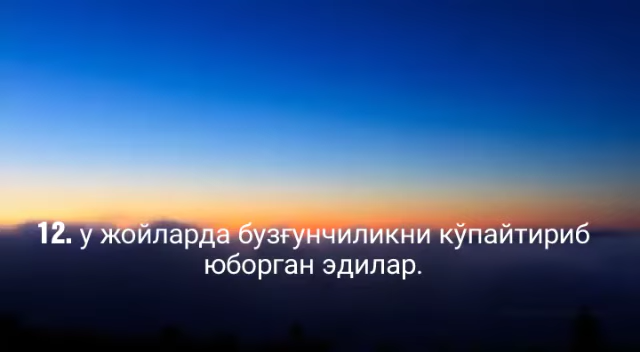 12. у жойларда бузғунчиликни кўпайтириб
юборган эдилар.